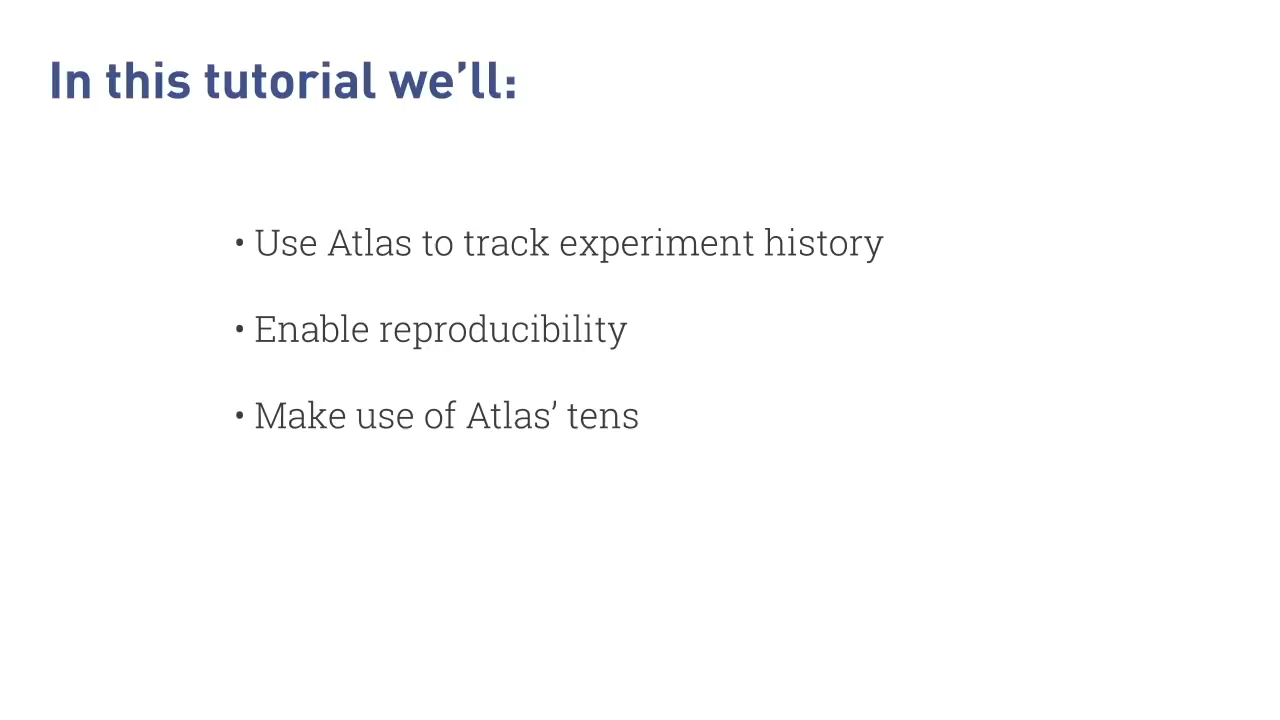 In this tutorial we’ll:
• Use Atlas to track experiment history
• Enable reproducibility
• Make use of Atlas’ tens